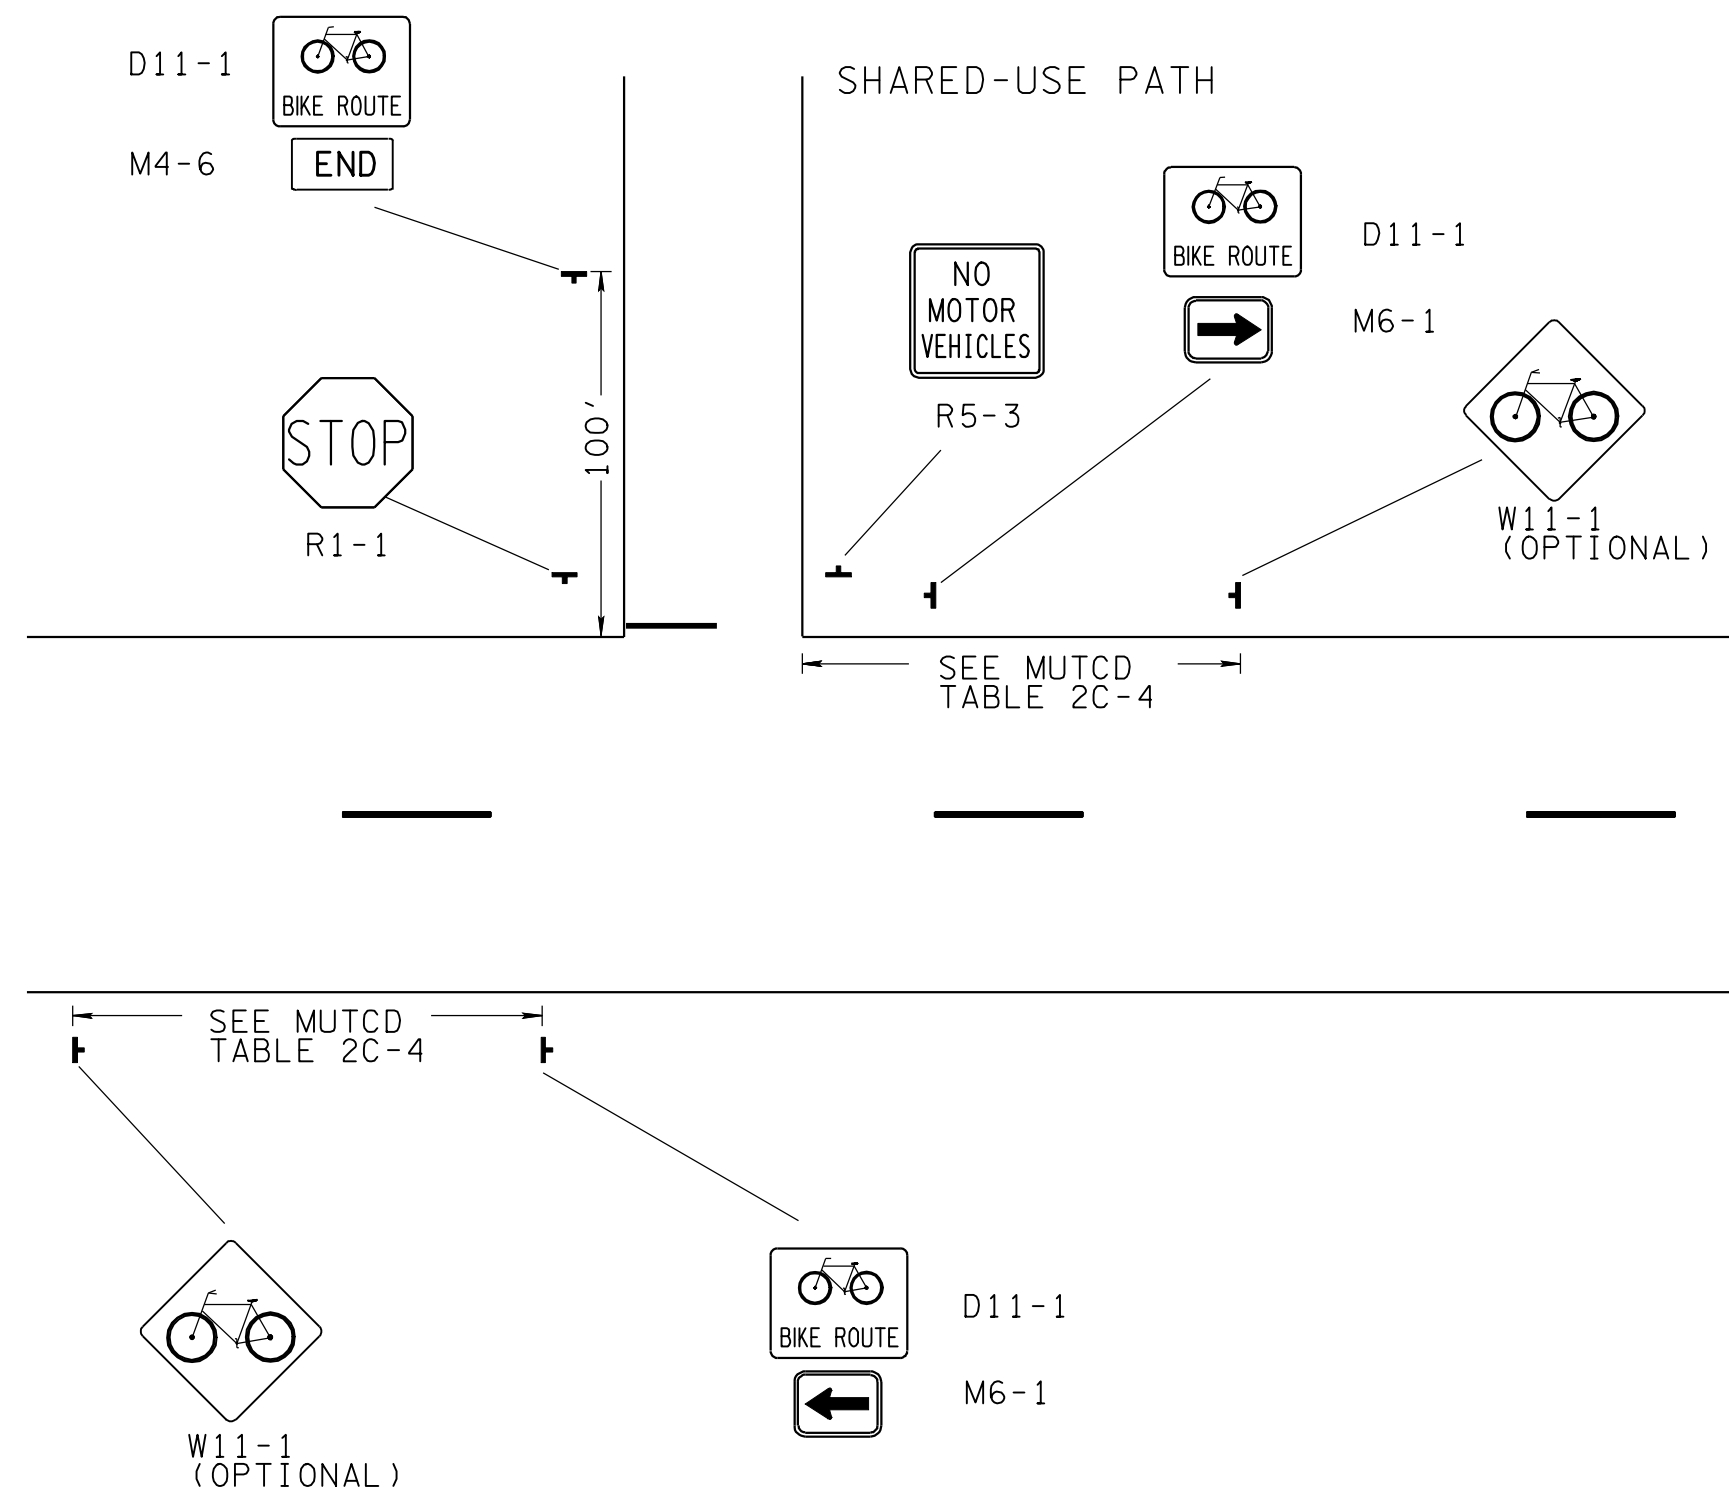 D11-1
BIKE ROUTE
M4-6
END
100'
STOP
R1-1
SHARED-USE PATH
NO
MOTOR
VEHICLES
R5-3
BIKE ROUTE
D11-1
M6-1
W11-1
(OPTIONAL)
SEE MUTCD
TABLE 2C-4
SEE MUTCD
TABLE 2C-4
W11-1
(OPTIONAL)
BIKE ROUTE
D11-1
M6-1